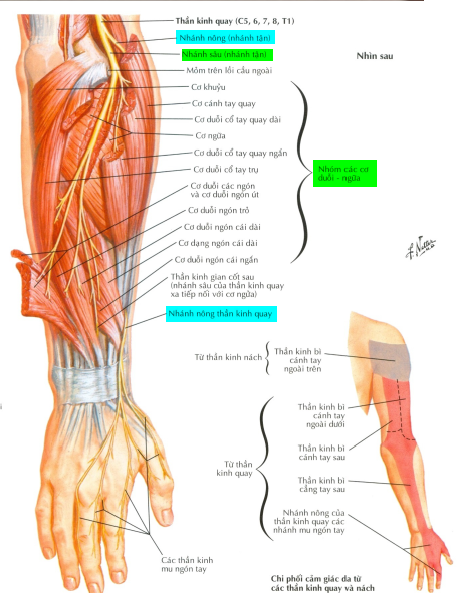 Thần kinh quay (C5, 6, 7, 8, T1)
Nhánh nông (nhánh tận)
Nhánh sâu (nhánh tận)
Mỏm trên lồi cầu ngoài
Nhìn sau
Cơ khuỷu
Cơ cánh tay quay
Cơ duỗi cổ tay quay dài
Cơ ngửa
Cơ duỗi cổ tay quay ngắn
Cơ duỗi cổ tay trụ
Cơ duỗi các ngón
và cơ duỗi ngón út
Cơ duỗi ngón trỏ
Cơ duỗi ngón cái dài
Cơ dạng ngón cái dài
Cơ duỗi ngón cái ngắn
Thần kinh gian cốt sau
(nhánh sâu của thần kinh quay
xa tiếp nối với cơ ngửa)
Nhánh nông thần kinh quay
Nhóm các cơ
duỗi - ngửa
F. Netter
Từ thần kinh nách
Thần kinh bì
cánh tay
ngoài trên
Thần kinh bì
cánh tay
ngoài dưới
Thần kinh bì
cánh tay sau
Từ thần
kinh quay
Thần kinh bì
cẳng tay sau
Nhánh nông của
thần kinh quay các
nhánh mu ngón tay
Các thần kinh
mu ngón tay
Chi phối cảm giác da từ
các thần kinh quay và nách